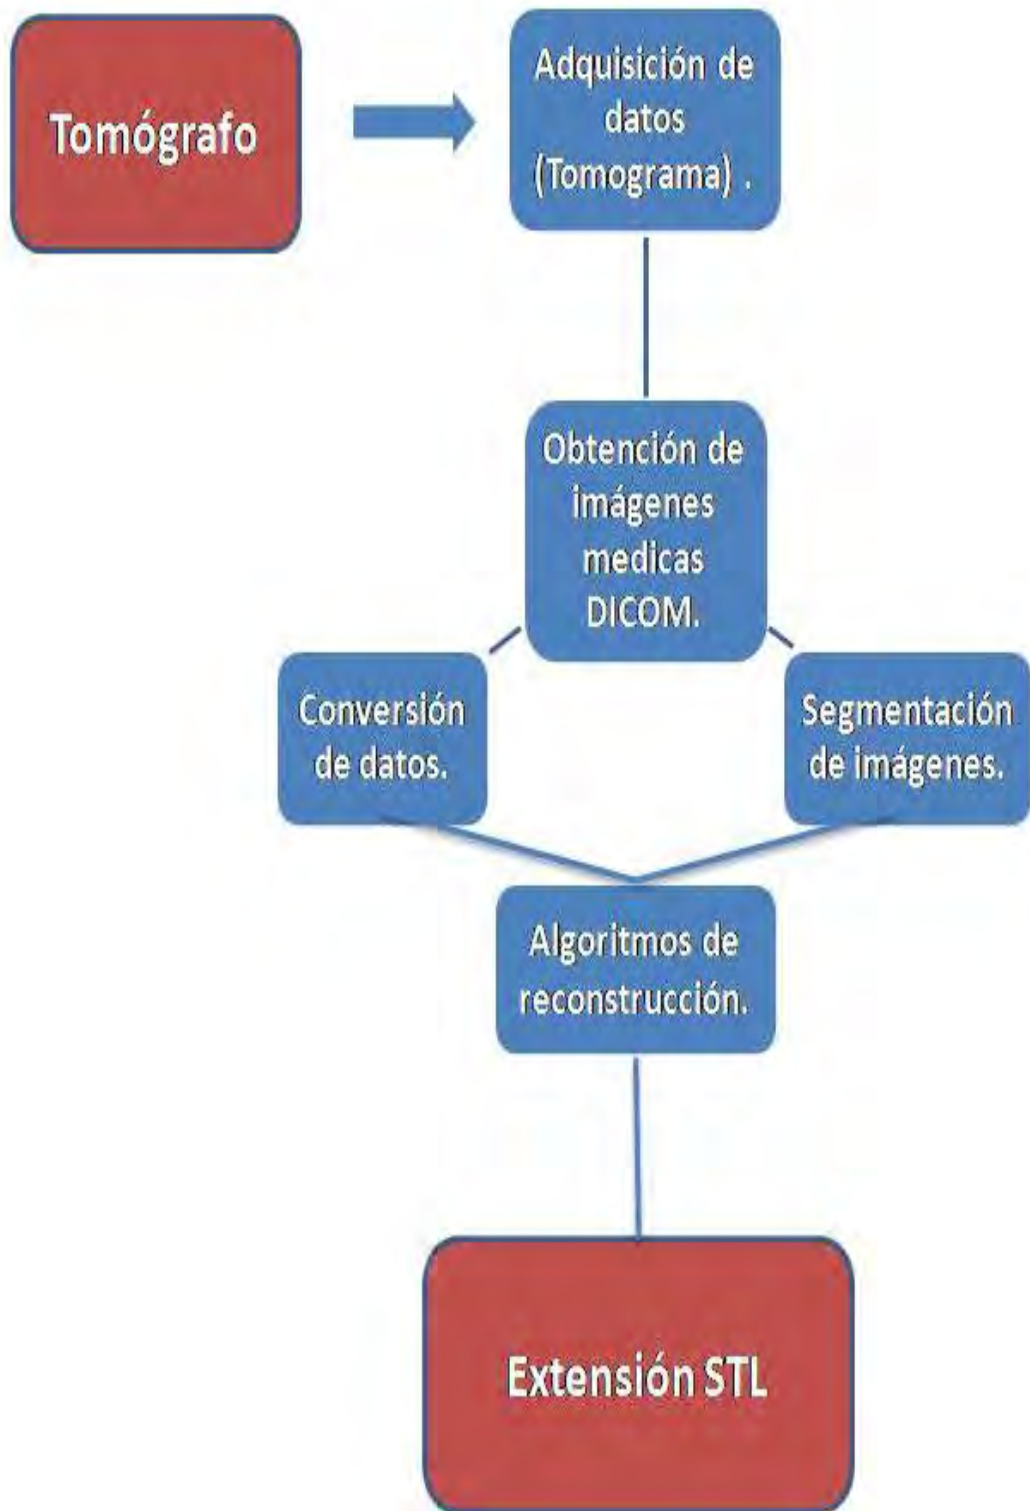 Tomógrafo
Adquisición de
datos
(Tomograma) .
Obtención de
imágenes
medicas
DICOM.
Conversión
de datos.
Segmentación
de imágenes.
Algoritmos de
reconstrucción.
Extensión STL